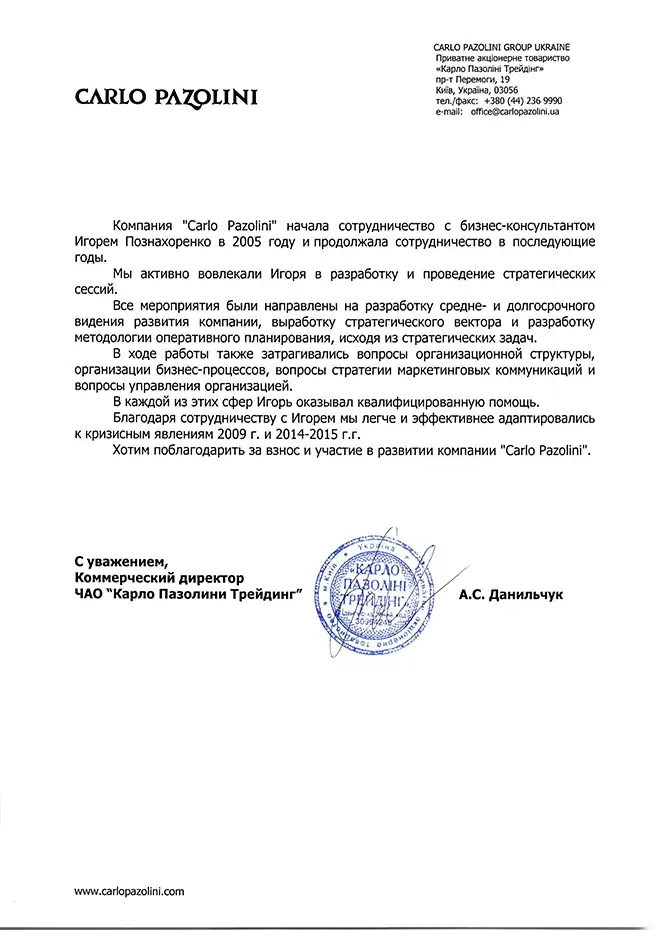 CARLO PAZOLINI GROUP UKRAINE
Приватне акціонерне товариство
«Карло Пазоліні Трейдінг»
пр-т Перемоги, 19
Київ, Україна, 03056
тел./факс: +380 (44) 236 9990
e-mail: office@carlopazolini.ua
CARLO PAZOLINI
Компания "Carlo Pazolini" начала сотрудничество с бизнес-консультантом
Игорем Познахоренко в 2005 году и продолжала сотрудничество в последующие
годы.
Мы активно вовлекали Игоря в разработку и проведение стратегических
сессий.
Все мероприятия были направлены на разработку средне- и долгосрочного
видения развития компании, выработку стратегического вектора и разработку
методологии оперативного планирования, исходя из стратегических задач.
В ходе работы также затрагивались вопросы организационной структуры,
организации бизнес-процессов, вопросы стратегии маркетинговых коммуникаций и
вопросы управления организацией.
В каждой из этих сфер Игорь оказывал квалифицированную помощь.
Благодаря сотрудничеству с Игорем мы легче и эффективнее адаптировались
к кризисным явлениям 2009 г. и 2014-2015 г.г.
Хотим поблагодарить за взнос и участие в развитии компании "Carlo Pazolini".
С уважением,
Коммерческий директор
ЧАО “Карло Пазолини Трейдинг”
Україна
м.Київ
акціонерне товариство
«КАРЛО
ПАЗОЛІНІ
ТРЕЙДІНГ»
А.С. Данильчук
www.carlopazolini.com